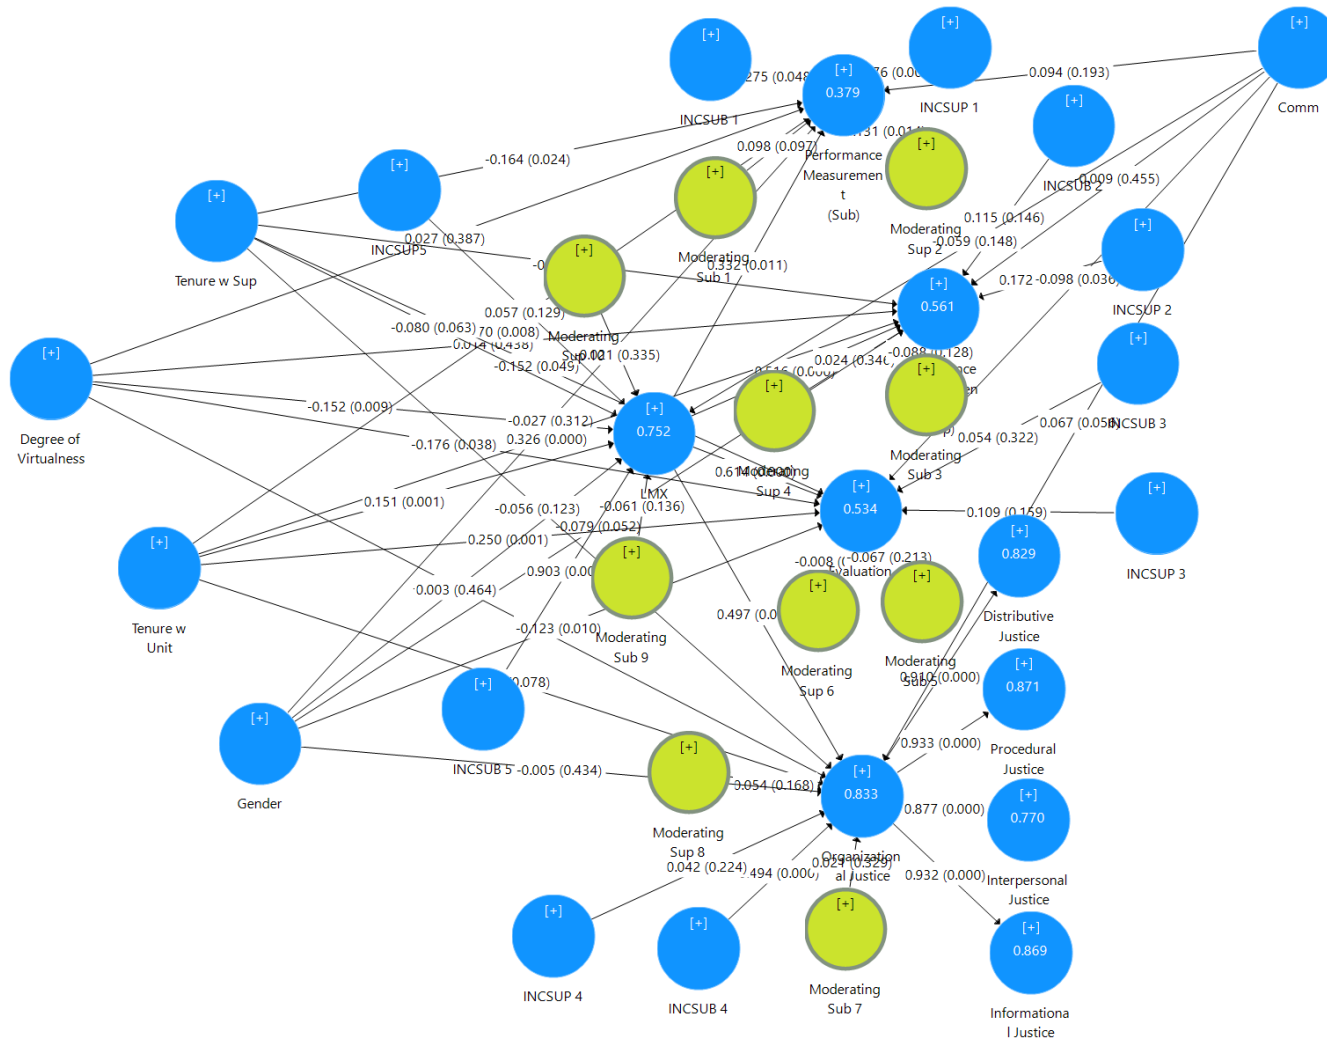 [+]
INCSUB 1
[+]
0.379
Performance
Measuremen
t
(Sub)
[+]
INCSUP 1
[+]
Comm
0.094 (0.193)
[+]
INCSUB 2
0.009 (0.455)
[+]
INCSUP5
-0.164 (0.024)
0.098 (0.097)
[+]
Moderating
Sub 1
[+]
Moderating
Sup 2
[+]
Tenure w Sup
0.027 (0.387)
0.115 (0.146)
-0.059 (0.148)
[+]
INCSUP 2
0.172
-0.098 (0.036)
[+]
Moderating
Sup 10
0.332 (0.011)
[+]
0.561
0.057 (0.129)
-0.080 (0.063)
70 (0.008)
0.014 (0.438)
-0.021 (0.335)
-0.152 (0.049)
[+]
Degree of
Virtualness
[+]
INCSUB 3
-0.088
(0.128)
[+]
Moderating
Sub 3
[+]
Moderating
Sup 4
[+]
0.752
LMX
-0.152 (0.009)
-0.027 (0.312)
-0.176 (0.038)
0.326 (0.000)
0.054 (0.322)
[+]
0.534
Evaluation
0.151 (0.001)
-0.056 (0.123)
-0.061 (0.136)
-0.079 (0.052)
0.109 (0.159)
[+]
INCSUP 3
[+]
Tenure w
Unit
0.250 (0.001)
[+]
Moderating
Sub 9
[+]
0.829
Distributive
Justice
-0.008
-0.067 (0.213)
[+]
Moderating
Sup 6
[+]
Moderating
Sub 5
0.003 (0.464)
-0.123 (0.010)
0.910 (0.000)
[+]
INCSUB 5
0.078)
[+]
0.871
Procedural
Justice
[+]
Gender
-0.005 (0.434)
0.933 (0.000)
[+]
Moderating
Sup 8
0.054 (0.168)
[+]
0.833
Organization
al Justice
0.877 (0.000)
[+]
0.770
Interpersonal
Justice
0.042 (0.224)
0.932 (0.000)
[+]
INCSUP 4
[+]
INCSUB 4
[+]
Moderating
Sub 7
[+]
0.869
Informationa
l Justice